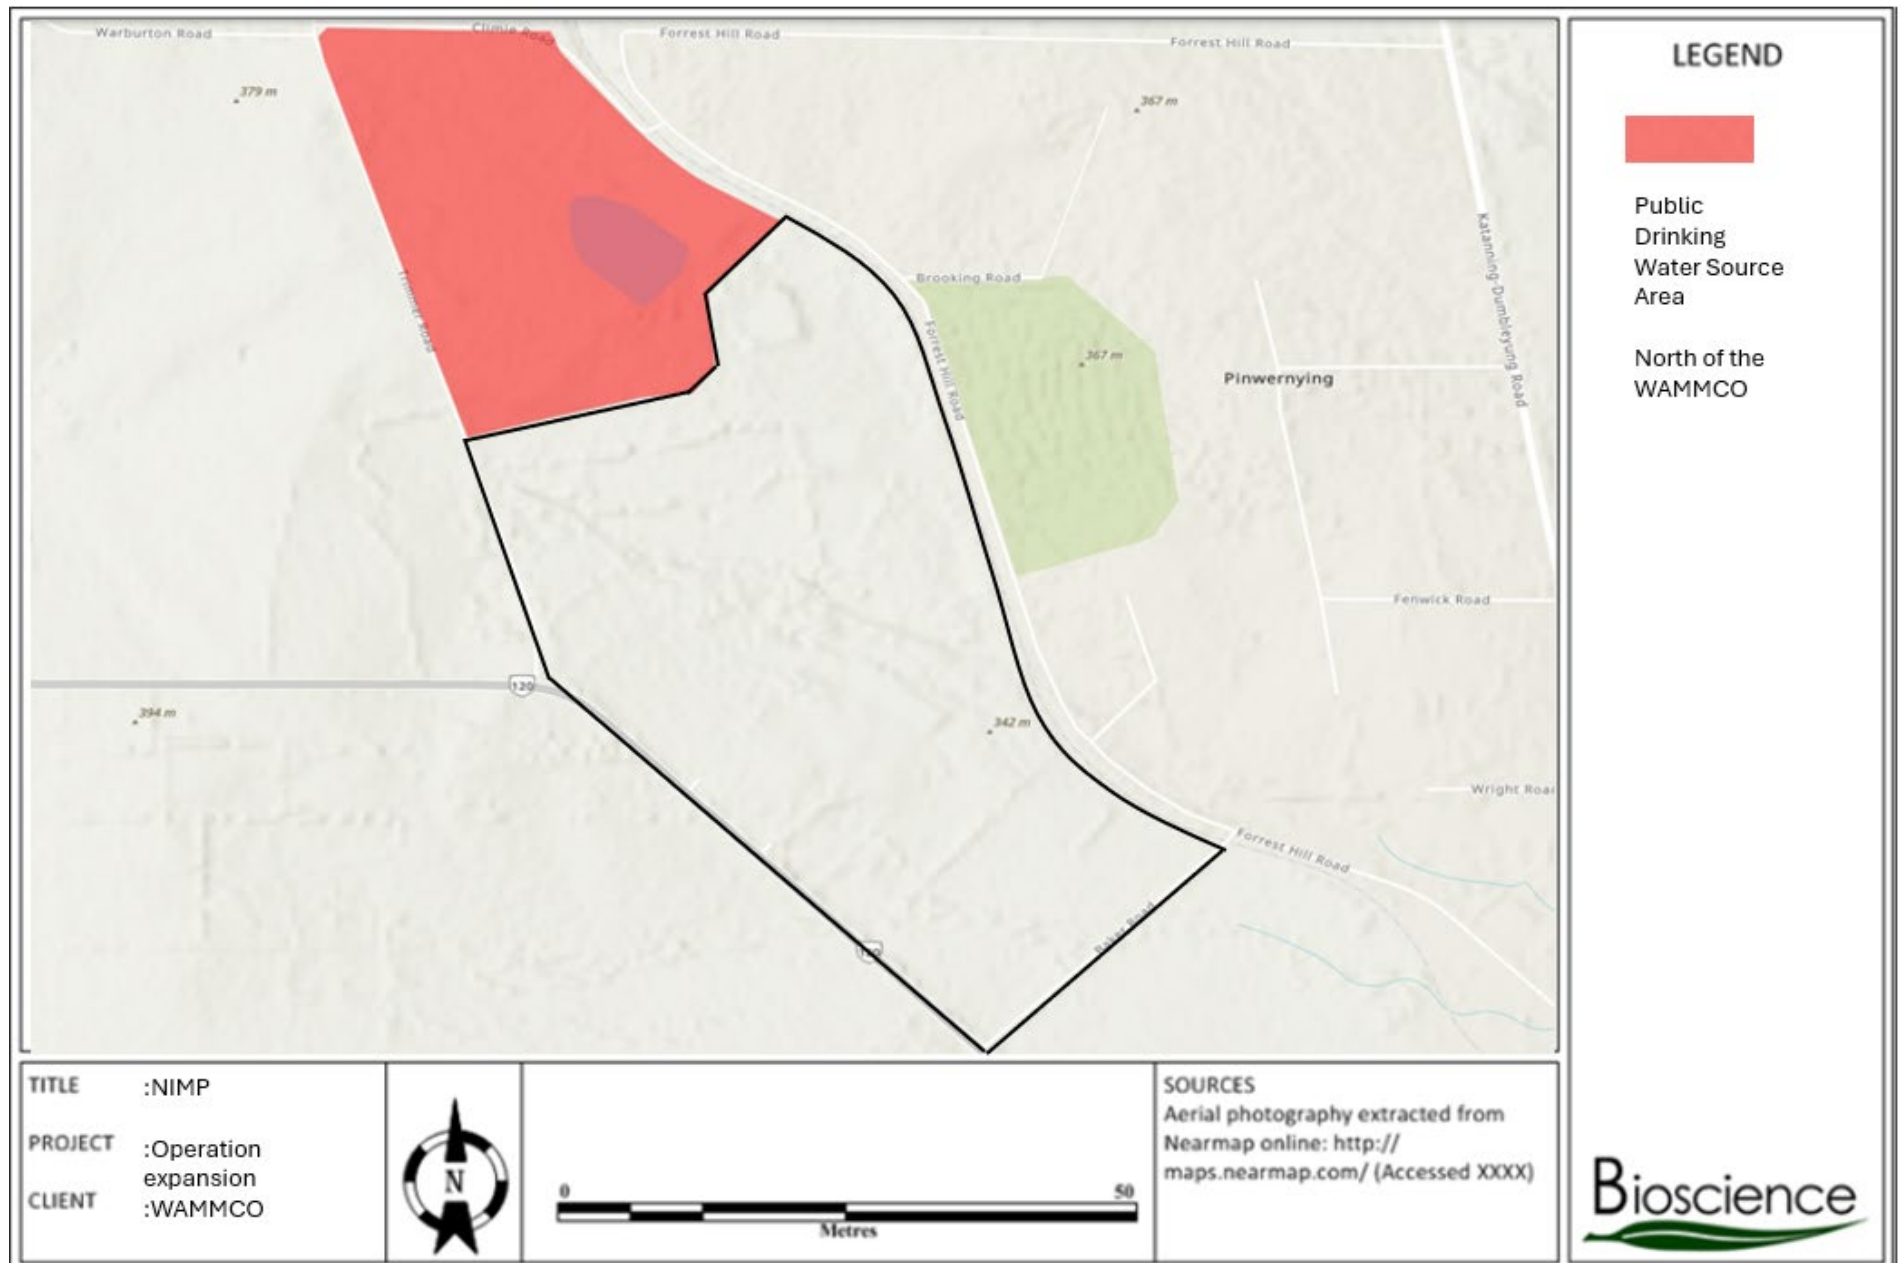 Warburton Road
Climie Road
Forrest Hill Road
Forrest Hill Road
379 m
367 m
Katanning-Dumbleyung Road
Trimmer Road
Brooking Road
Forrest Hill Road
367 m
Pinwernying
Fenwick Road
120
394 m
342 m
Wright Road
Forrest Hill Road
Baker Road
120
LEGEND
Public
Drinking
Water Source
Area
North of the
WAMMCO
TITLE :NIMP
PROJECT :Operation
expansion
CLIENT :WAMMCO
N
0 50
Metres
SOURCES
Aerial photography extracted from
Nearmap online: http://
maps.nearmap.com/ (Accessed XXXX)
Bioscience